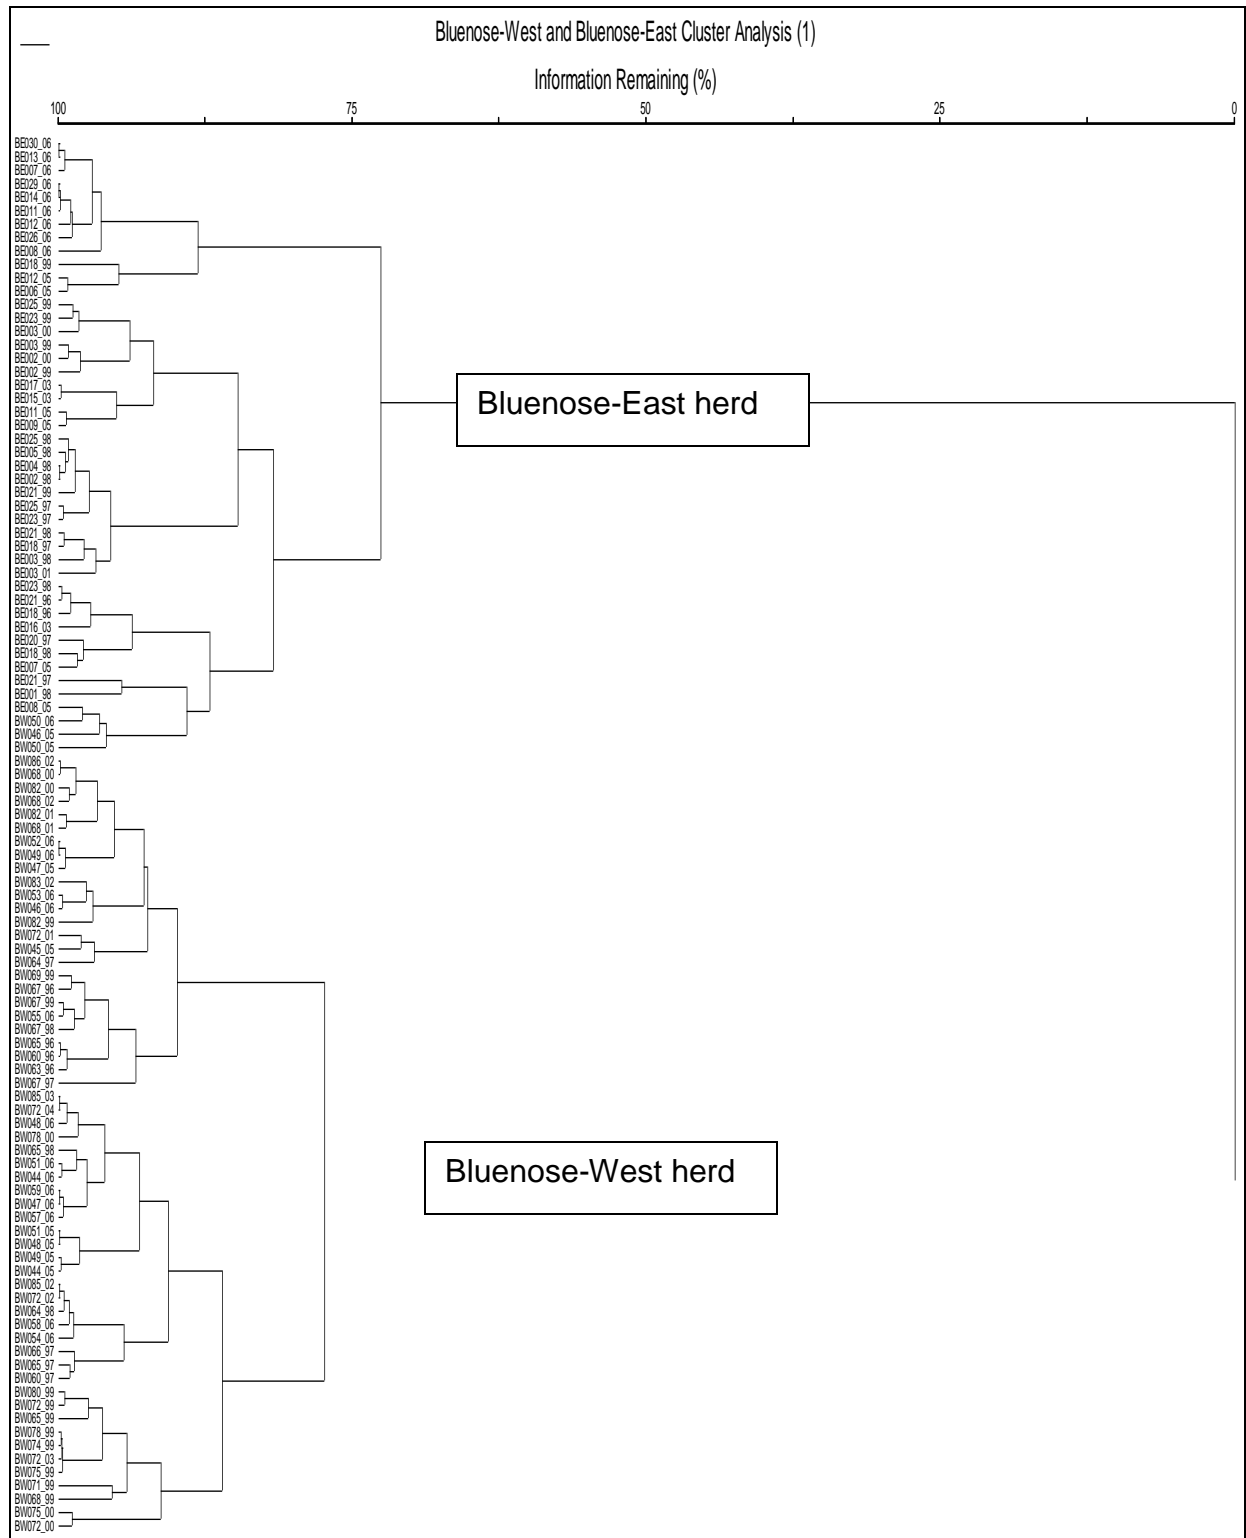 Bluenose-West and Bluenose-East Cluster Analysis (1)
Information Remaining (%)
100 75 50 25 0
BE030_06
BE013_06
BE007_06
BE029_06
BE014_06
BE011_06
BE012_06
BE026_06
BE008_06
BE018_99
BE012_05
BE006_05
BE025_99
BE023_99
BE003_00
BE003_99
BE002_00
BE002_99
BE017_03
BE015_03
Bluenose-East herd
BE011_05
BE009_05
BE025_98
BE005_98
BE004_98
BE002_98
BE021_99
BE025_97
BE023_97
BE021_98
BE018_97
BE003_98
BE003_01
BE023_98
BE021_96
BE018_96
BE016_03
BE020_97
BE018_98
BE007_05
BE021_97
BE001_98
BE008_05
BW050_06
BW046_05
BW050_05
BW086_02
BW068_00
BW082_00
BW068_02
BW082_01
BW068_01
BW052_06
BW049_06
BW047_05
BW083_02
BW053_06
BW046_06
BW082_99
BW072_01
BW045_05
BW064_97
BW069_99
BW067_96
BW067_99
BW055_06
BW067_98
BW065_96
BW060_96
BW063_96
BW067_97
BW085_03
BW072_04
BW048_06
BW078_00
BW065_98
BW051_06
Bluenose-West herd
BW044_06
BW059_06
BW047_06
BW057_06
BW051_05
BW048_05
BW049_05
BW044_05
BW085_02
BW072_02
BW064_98
BW058_06
BW054_06
BW066_97
BW065_97
BW060_97
BW080_99
BW072_99
BW065_99
BW078_99
BW074_99
BW072_03
BW075_99
BW071_99
BW068_99
BW075_00
BW072_00